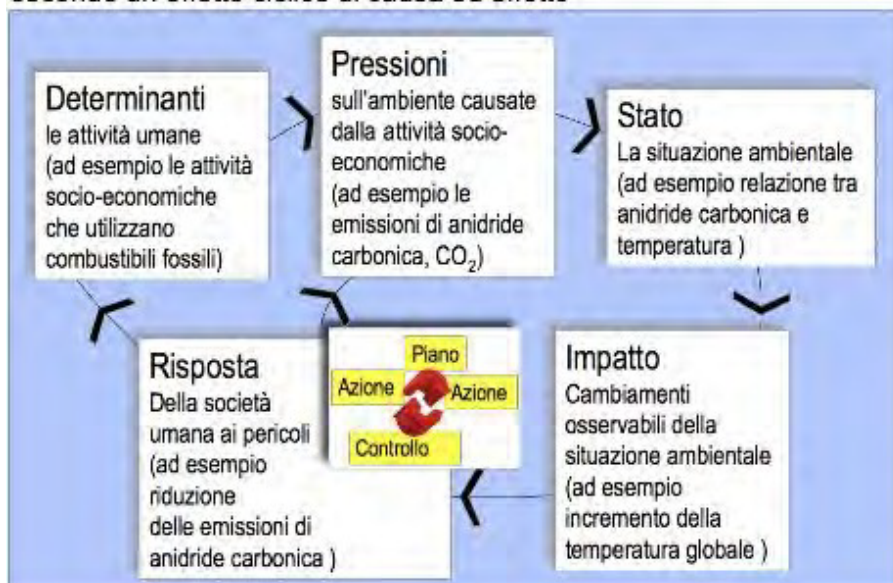 Determinanti
le attività umane
(ad esempio le attività
socio-economiche
che utilizzano
combustibili fossili)
Pressioni
sull'ambiente causate
dalla attività socio-
economiche
(ad esempio le
emissioni di anidride
carbonica, CO₂)
Stato
La situazione ambientale
(ad esempio relazione tra
anidride carbonica e
temperatura )
Impatto
Cambiamenti
osservabili della
situazione ambientale
(ad esempio
incremento della
temperatura globale )
Risposta
Della società
umana ai pericoli
(ad esempio
riduzione
delle emissioni di
anidride carbonica )
Piano
Azione
Azione
Controllo